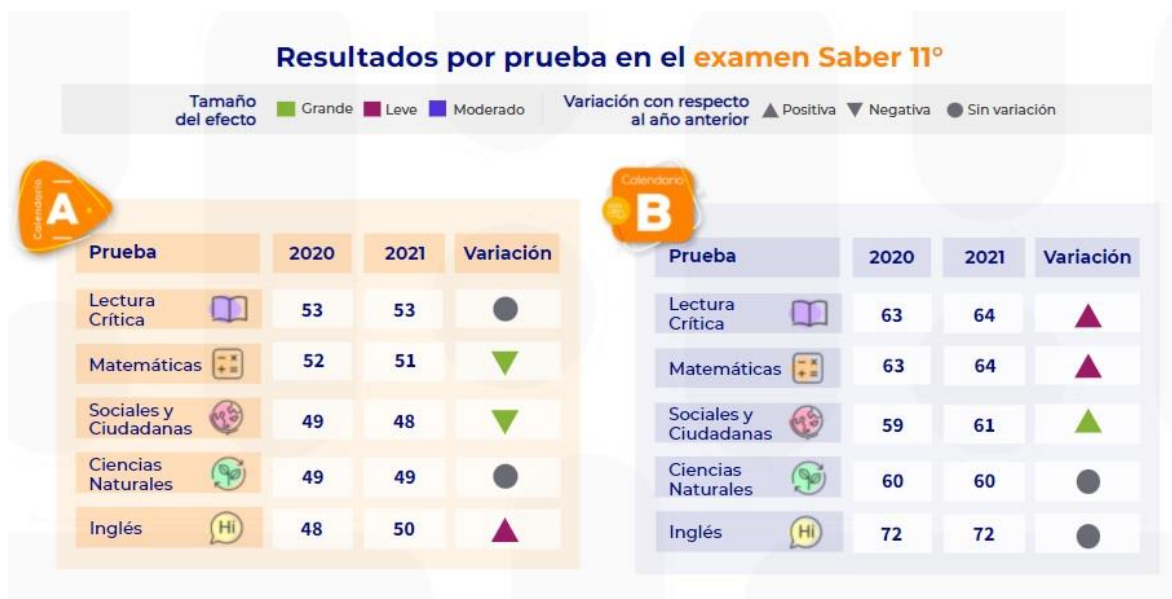 Resultados por prueba en el examen Saber 11°
Tamaño del efecto
Grande Leve Moderado
Variación con respecto al año anterior
Positiva Negativa Sin variación
Calendario
A
Prueba 2020 2021 Variación
Lectura Crítica 53 53
Matemáticas 52 51
Sociales y Ciudadanas 49 48
Ciencias Naturales 49 49
Inglés Hi 48 50
Calendario
B
Prueba 2020 2021 Variación
Lectura Crítica 63 64
Matemáticas 63 64
Sociales y Ciudadanas 59 61
Ciencias Naturales 60 60
Inglés Hi 72 72